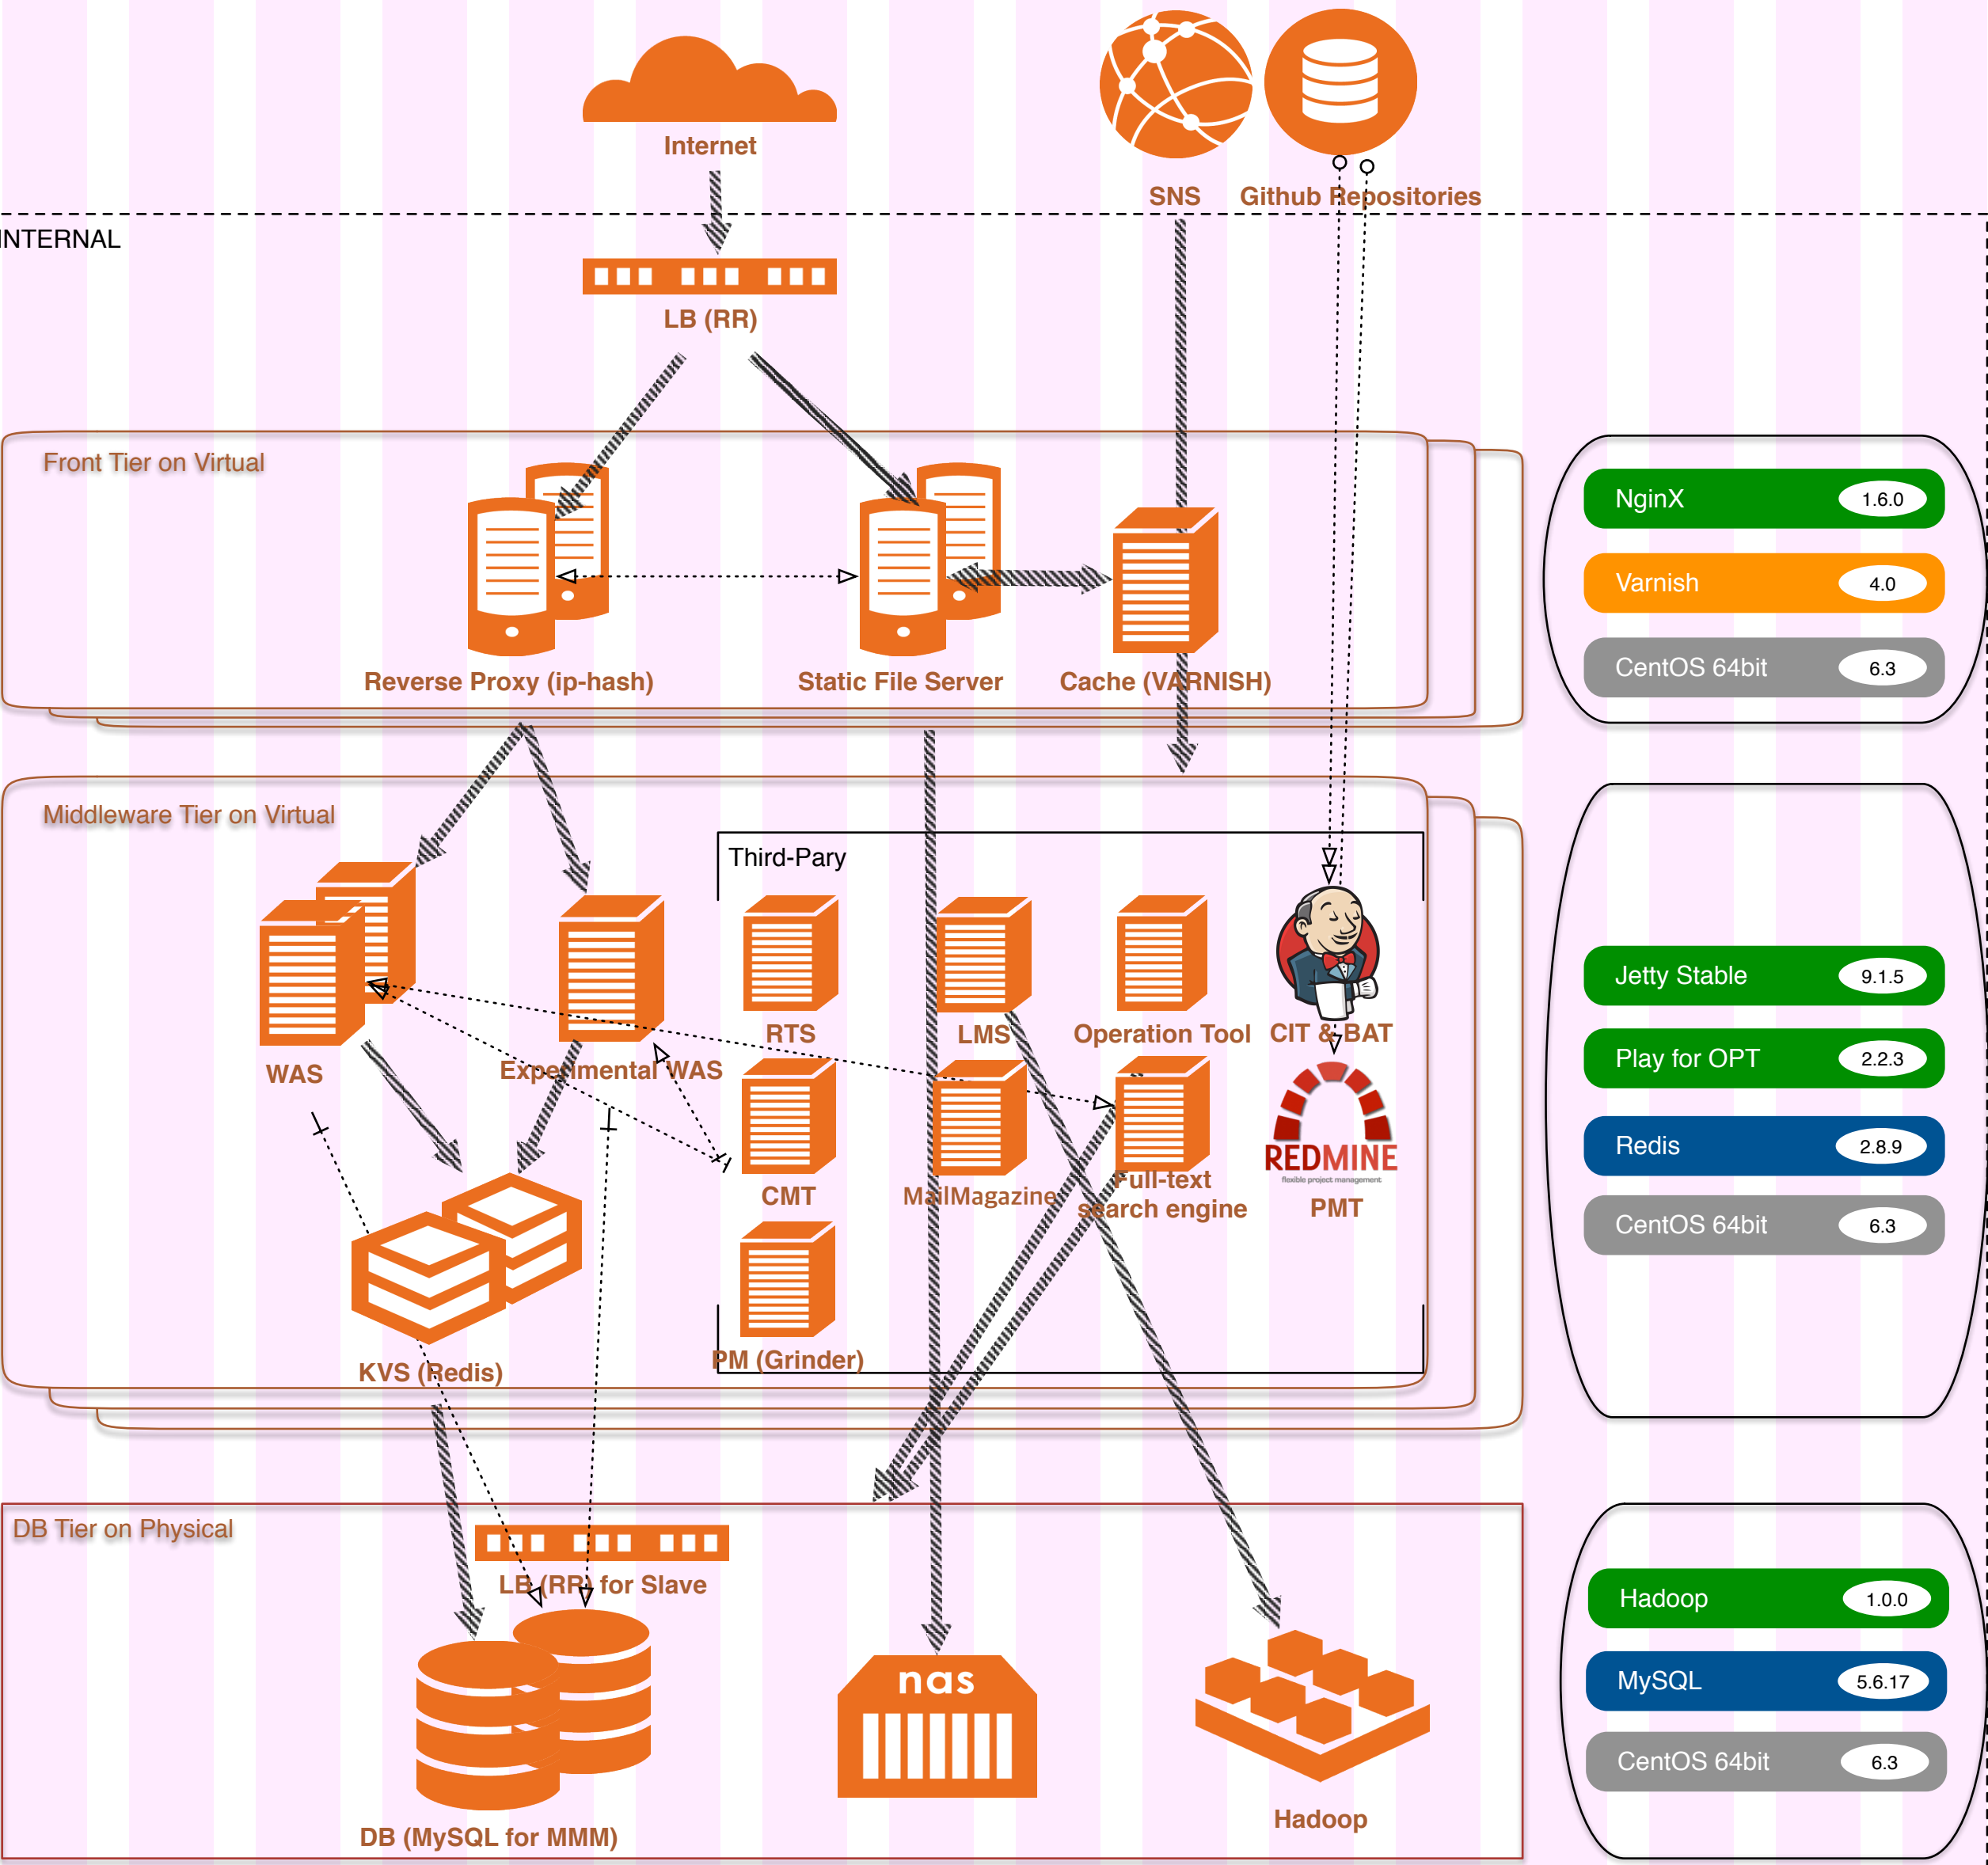 Internet
SNS
Github Repositories
INTERNAL
LB (RR)
Front Tier on Virtual
Reverse Proxy (ip-hash)
Static File Server
Cache (VARNISH)
NginX 1.6.0
Varnish 4.0
CentOS 64bit 6.3
Middleware Tier on Virtual
Third-Pary
WAS
Experimental WAS
RTS
LMS
Operation Tool
CIT & BAT
CMT
MailMagazine
Full-text
search engine
REDMINE
flexible project management
PMT
PM (Grinder)
KVS (Redis)
Jetty Stable 9.1.5
Play for OPT 2.2.3
Redis 2.8.9
CentOS 64bit 6.3
DB Tier on Physical
LB (RR) for Slave
DB (MySQL for MMM)
nas
Hadoop
Hadoop 1.0.0
MySQL 5.6.17
CentOS 64bit 6.3